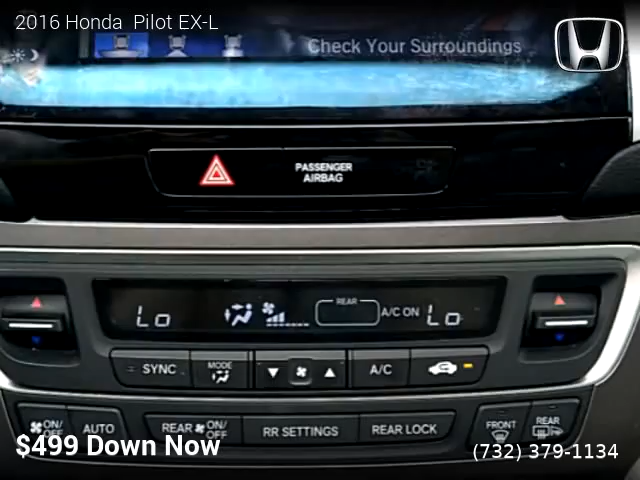 2016 Honda Pilot EX-L
Check Your Surroundings
PASSENGER
AIRBAG
REAR
Lo A/C ON Lo
SYNC MODE A/C
ON/
OFF AUTO REAR ON/
OFF RR SETTINGS REAR LOCK FRONT REAR
$499 Down Now
(732) 379-1134